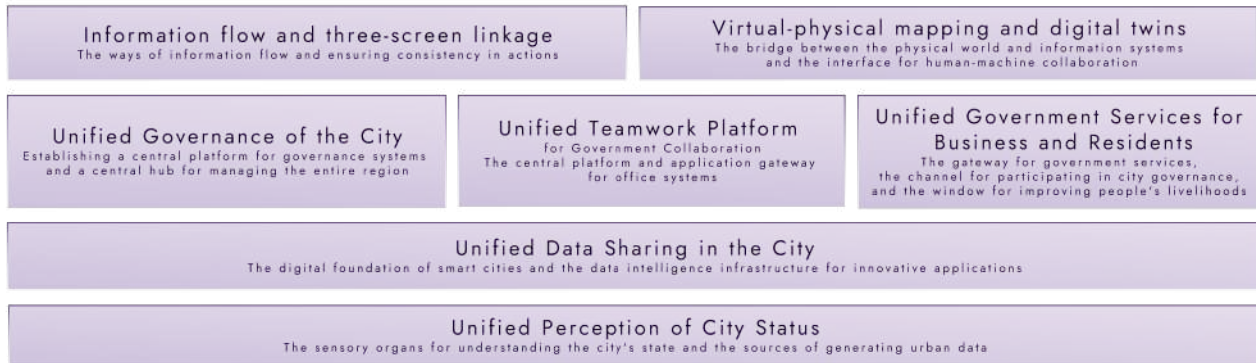 Information flow and three-screen linkage
The ways of information flow and ensuring consistency in actions
Virtual-physical mapping and digital twins
The bridge between the physical world and information systems
and the interface for human-machine collaboration
Unified Governance of the City
Establishing a central platform for governance systems
and a central hub for managing the entire region
Unified Teamwork Platform
for Government Collaboration
The central platform and application gateway
for office systems
Unified Government Services for
Business and Residents
The gateway for government services,
the channel for participating in city governance,
and the window for improving people's livelihoods
Unified Data Sharing in the City
The digital foundation of smart cities and the data intelligence infrastructure for innovative applications
Unified Perception of City Status
The sensory organs for understanding the city's state and the sources of generating urban data